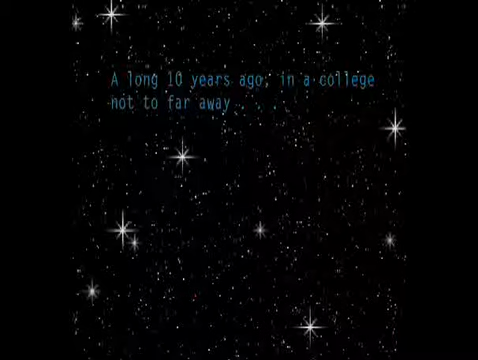 A long 10 years ago, in a college
not to far away . . .